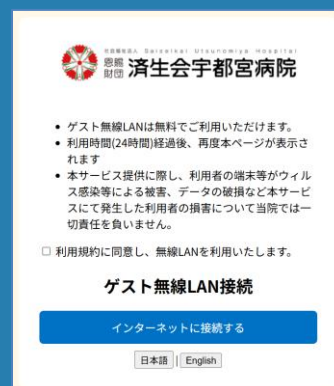 社会福祉法人 Saiseikai Utsunomiya Hospital
恩賜
財団 済生会宇都宮病院
• ゲスト無線LANは無料でご利用いただけます。
• 利用時間(24時間)経過後、再度本ページが表示さ
れます
• 本サービス提供に際し、利用者の端末等がウィル
ス感染等による被害、データの破損など本サービ
スにて発生した利用者の損害について当院では一
切責任を負いません。
利用規約に同意し、無線LANを利用いたします。
ゲスト無線LAN接続
インターネットに接続する
日本語 | English